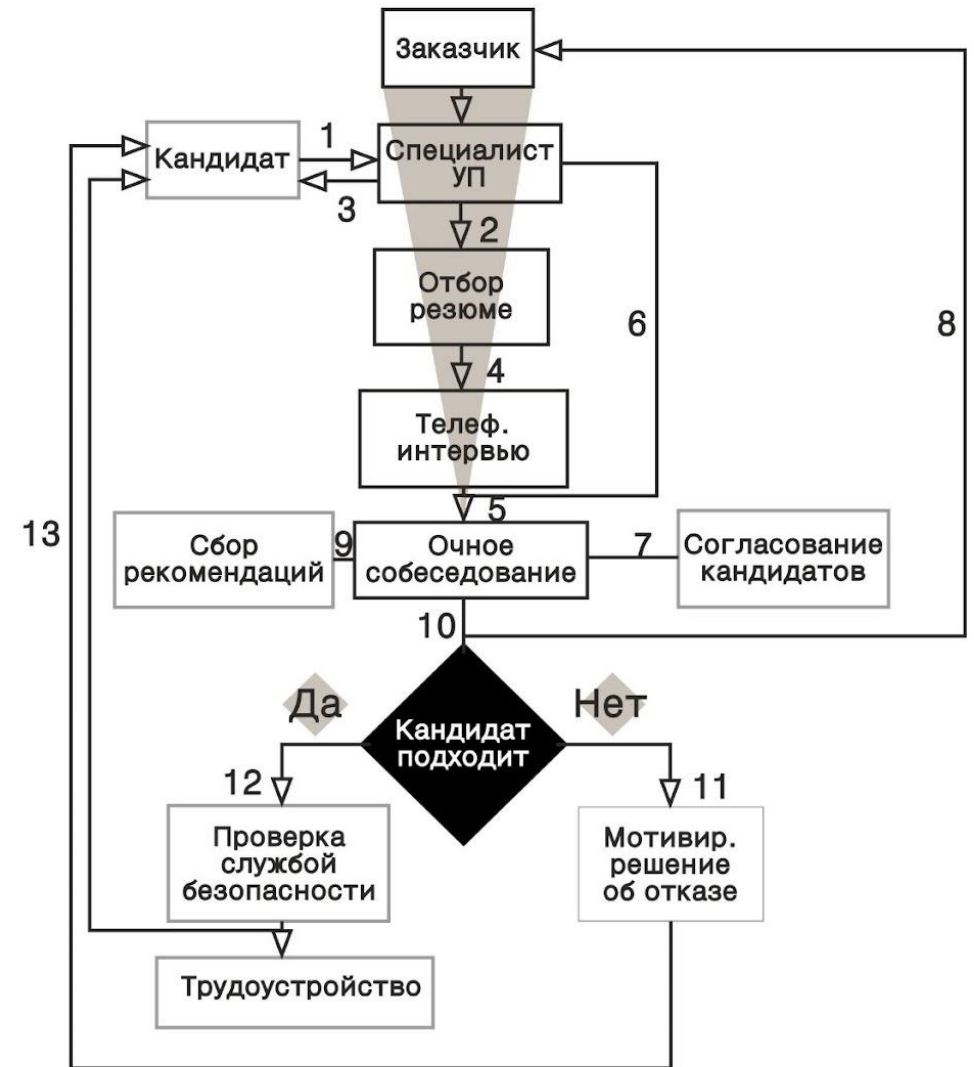 Заказчик
Кандидат
1
3
Специалист
УП
2
Отбор
резюме
6
8
4
Телеф.
интервью
5
13
Сбор
рекомендаций
9
Очное
собеседование
7
Согласование
кандидатов
10
Да
Нет
Кандидат
подходит
12
11
Проверка
службой
безопасности
Мотивир.
решение
об отказе
Трудоустройство